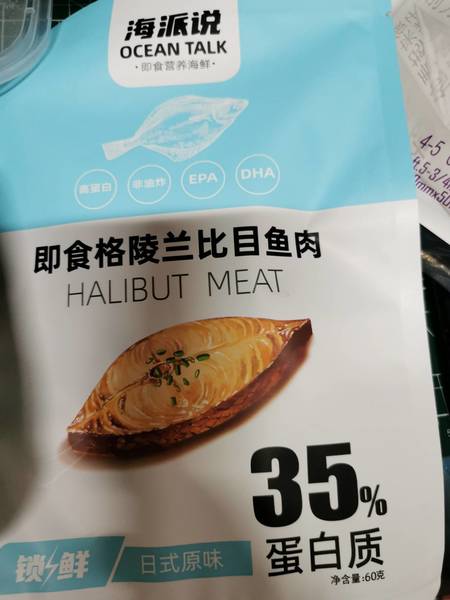 海派说
OCEAN TALK
·即食营养海鲜·
高蛋白
非油炸
EPA
DHA
即食格陵兰比目鱼肉
HALIBUT MEAT
35%
蛋白质
锁鲜
日式原味
净含量:60克
4-5